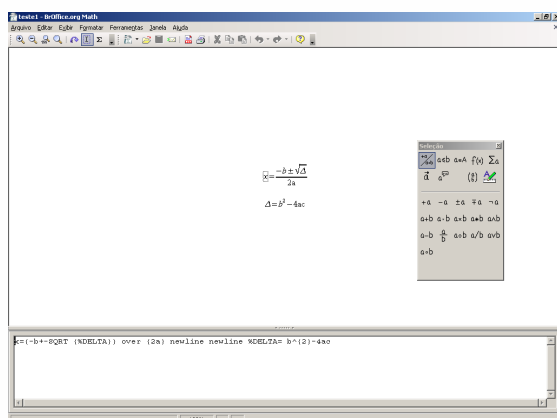 teste1 - BrOffice.org Math
Arquivo Editar Exibir Formatar Ferramentas Janela Ajuda
x=(−b±√Δ)/2a
Δ=b²−4ac
Seleção
+a/a+b a≤b a∈A f(x) Σa
+a −a ±a ∓a ¬a
a+b a·b a×b a∗b a∧b
a−b a/b a÷b a/b a∨b
a∘b
x={-b+-SQRT {%DELTA}} over {2a} newline newline %DELTA= b^{2}-4ac